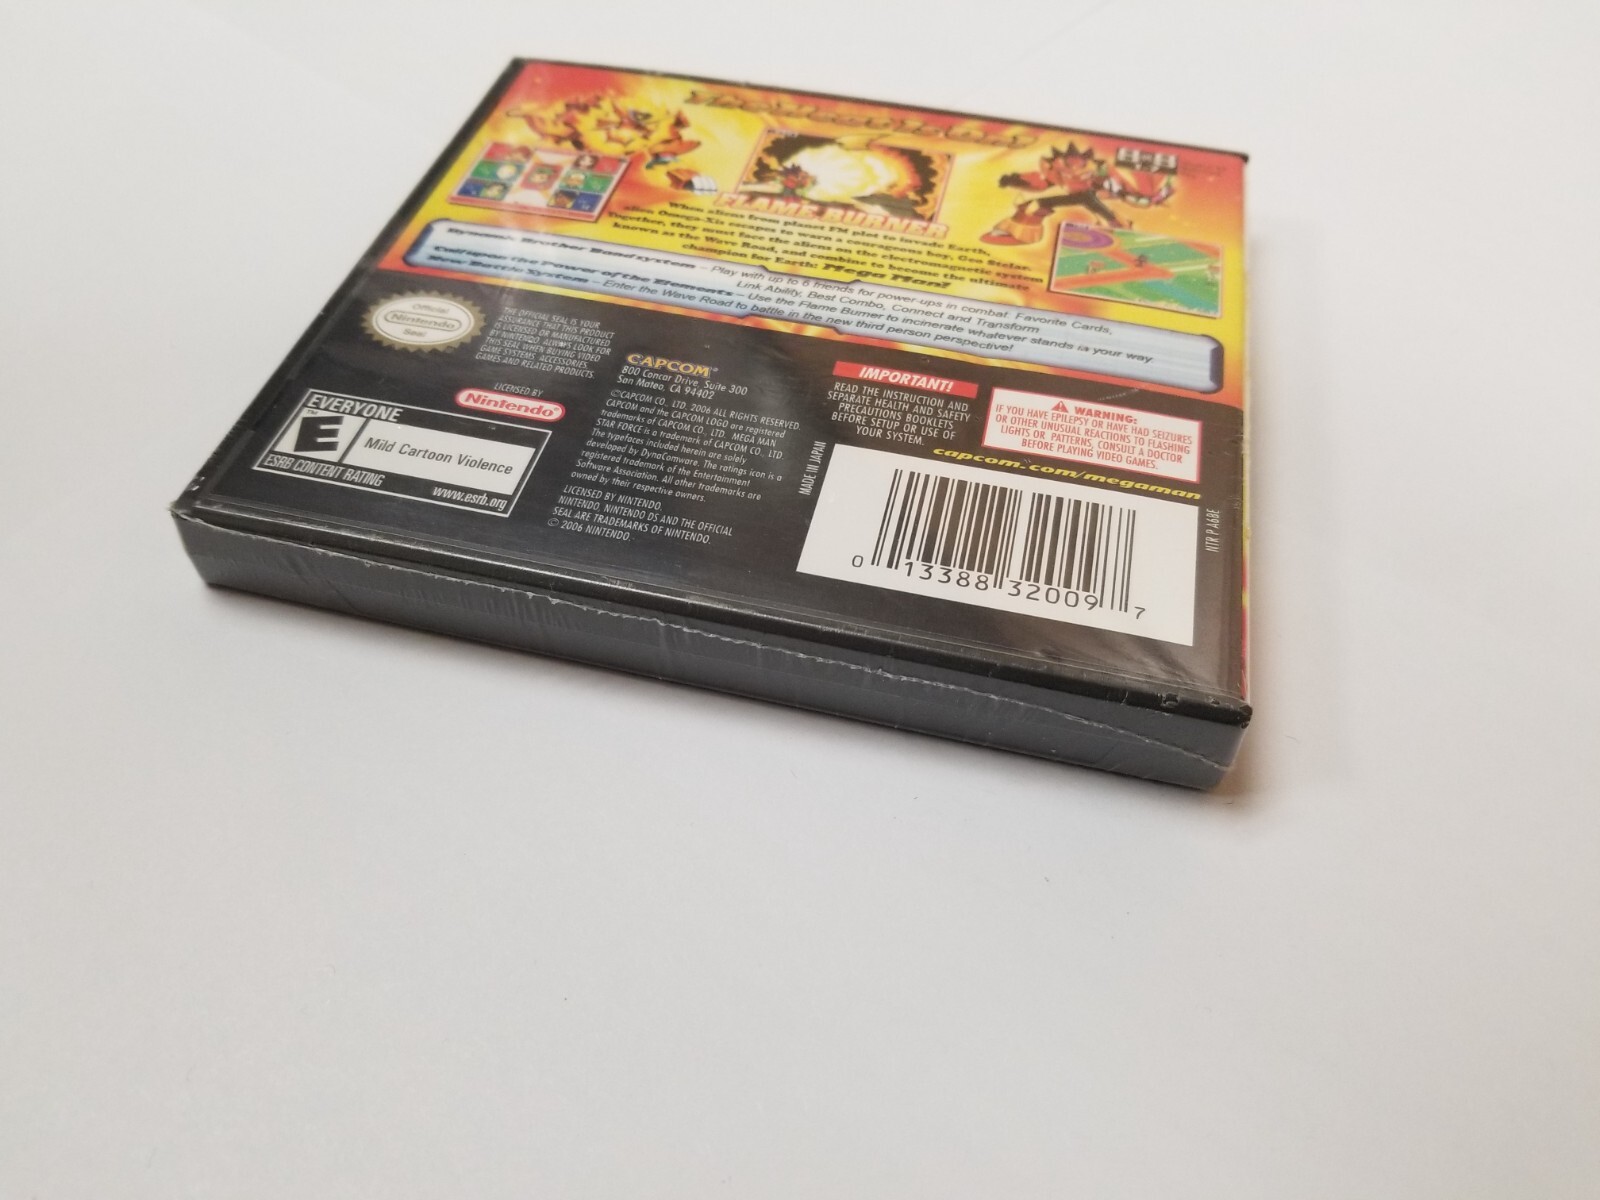 FLAME BURNER
When aliens from planet FM plot to invade Earth,
alien Omega-Xis escapes to warn a courageous boy, Geo Stelar.
Together, they must face the aliens on the electromagnetic system
known as the Wave Road, and combine to become the ultimate
champion for Earth: Mega Man!
Dynamic Brother Band system – Play with up to 6 friends for power-ups in combat. Favorite Cards,
Link Ability, Best Combo, Connect and Transform
Call upon the Power of the Elements – Use the Flame Burner to incinerate whatever stands in your way.
New Battle System – Enter the Wave Road to battle in the new third person perspective!
Official
Nintendo
Seal
THE OFFICIAL SEAL IS YOUR
ASSURANCE THAT THIS PRODUCT
IS LICENSED OR MANUFACTURED
BY NINTENDO. ALWAYS LOOK FOR
THIS SEAL WHEN BUYING VIDEO
GAME SYSTEMS, ACCESSORIES,
GAMES AND RELATED PRODUCTS.
LICENSED BY
Nintendo®
EVERYONE
E
™
Mild Cartoon Violence
ESRB CONTENT RATING
www.esrb.org
CAPCOM®
800 Concar Drive, Suite 300
San Mateo, CA 94402
©CAPCOM CO., LTD. 2006 ALL RIGHTS RESERVED.
CAPCOM and the CAPCOM LOGO are registered
trademarks of CAPCOM CO., LTD. MEGA MAN
STAR FORCE is a trademark of CAPCOM CO., LTD
The typefaces included herein are solely
developed by DynaComware. The ratings icon is a
registered trademark of the Entertainment
Software Association. All other trademarks are
owned by their respective owners.
LICENSED BY NINTENDO.
NINTENDO, NINTENDO DS AND THE OFFICIAL
SEAL ARE TRADEMARKS OF NINTENDO.
© 2006 NINTENDO.
IMPORTANT!
READ THE INSTRUCTION AND
SEPARATE HEALTH AND SAFETY
PRECAUTIONS BOOKLETS
BEFORE SETUP OR USE OF
YOUR SYSTEM.
WARNING:
IF YOU HAVE EPILEPSY OR HAVE HAD SEIZURES
OR OTHER UNUSUAL REACTIONS TO FLASHING
LIGHTS OR PATTERNS, CONSULT A DOCTOR
BEFORE PLAYING VIDEO GAMES.
capcom.com/megaman
MADE IN JAPAN
0 13388 32009 7
NTR P A6BE